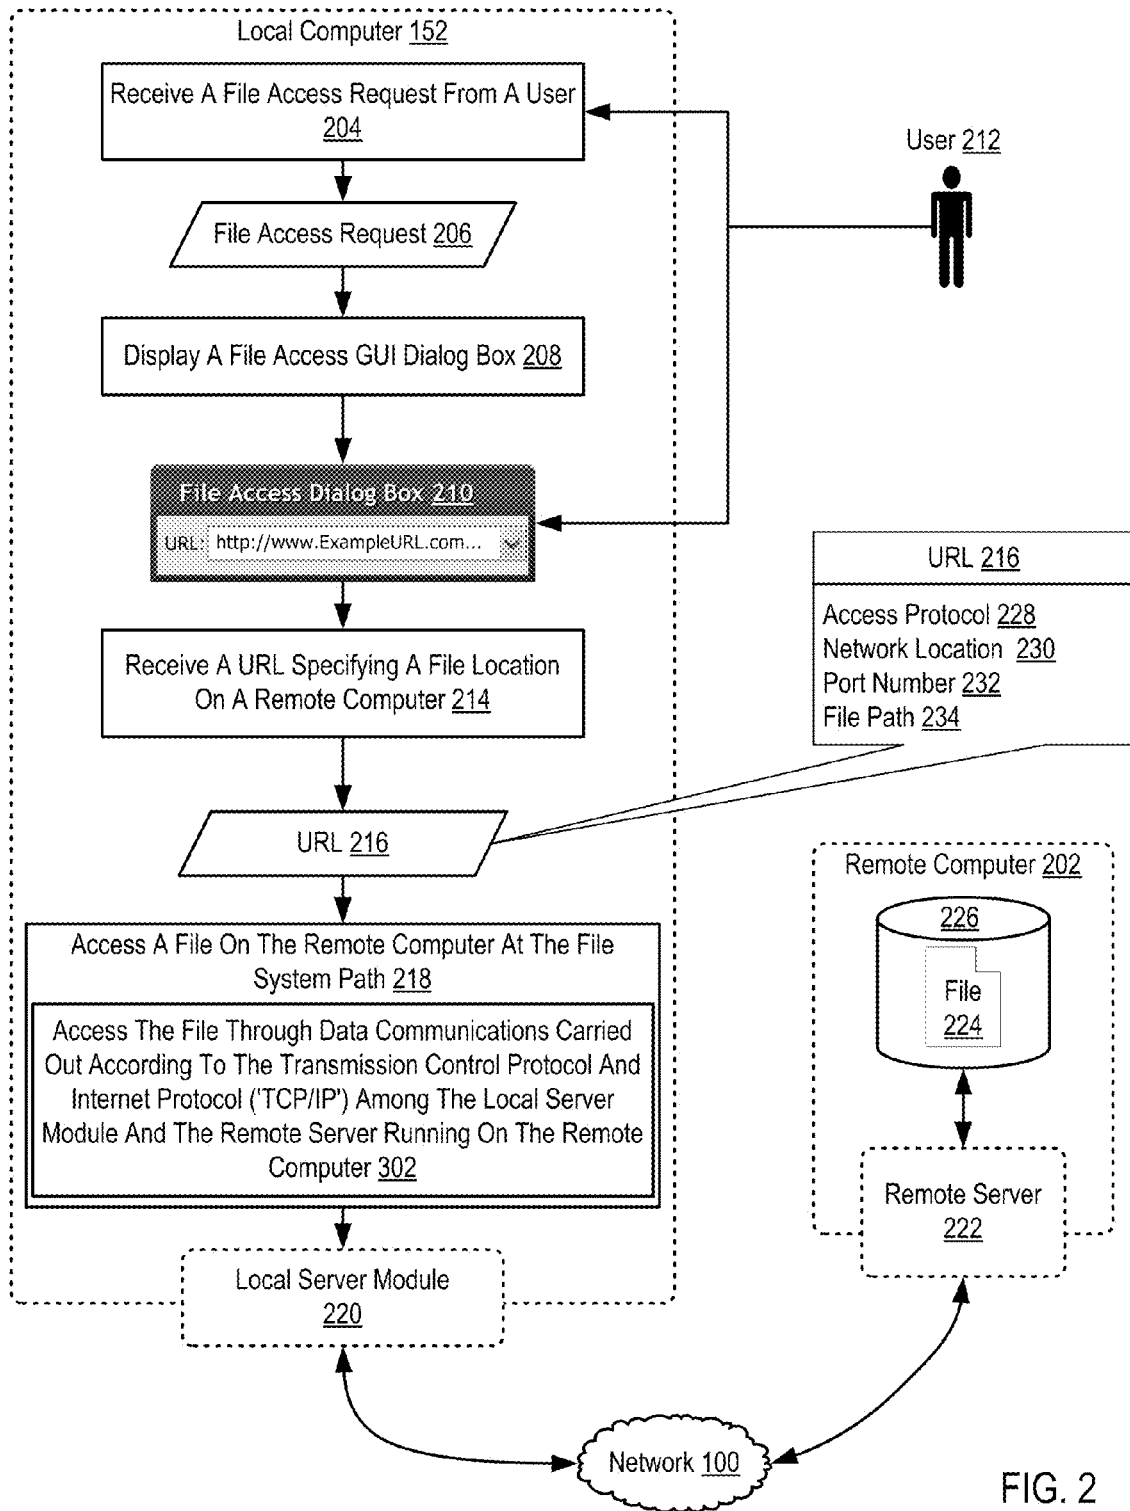 Local Computer 152
Receive A File Access Request From A User
204
User 212
File Access Request 206
Display A File Access GUI Dialog Box 208
File Access Dialog Box 210
URL: http://www.ExampleURL.com...
URL 216
Access Protocol 228
Network Location 230
Port Number 232
File Path 234
Receive A URL Specifying A File Location
On A Remote Computer 214
URL 216
Remote Computer 202
226
File
224
Access A File On The Remote Computer At The File
System Path 218
Access The File Through Data Communications Carried
Out According To The Transmission Control Protocol And
Internet Protocol ('TCP/IP') Among The Local Server
Module And The Remote Server Running On The Remote
Computer 302
Remote Server
222
Local Server Module
220
Network 100
FIG. 2